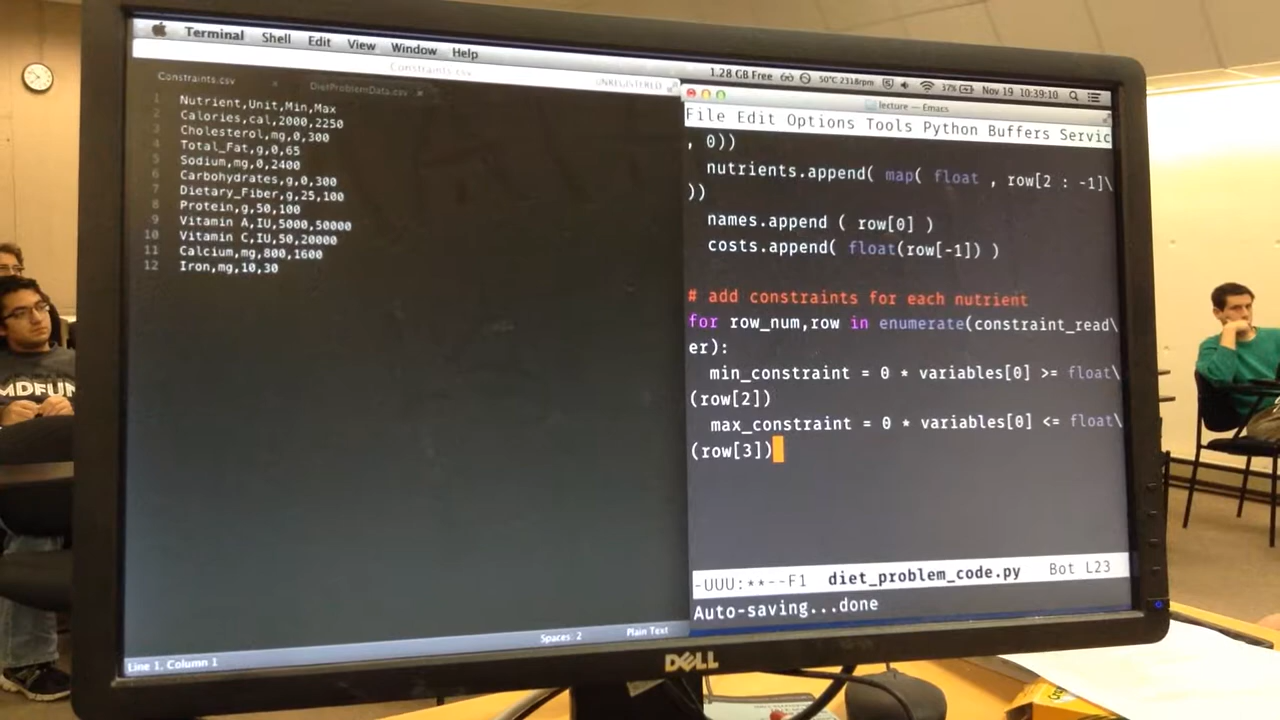 Terminal Shell Edit View Window Help
Constraints.csv
UNREGISTERED
Constraints.csv
DietProblemData.csv
1 Nutrient,Unit,Min,Max
2 Calories,cal,2000,2250
3 Cholesterol,mg,0,300
4 Total_Fat,g,0,65
5 Sodium,mg,0,2400
6 Carbohydrates,g,0,300
7 Dietary_Fiber,g,25,100
8 Protein,g,50,100
9 Vitamin A,IU,5000,50000
10 Vitamin C,IU,50,20000
11 Calcium,mg,800,1600
12 Iron,mg,10,30
Line 1, Column 1
Spaces: 2
Plain Text
1.28 GB Free 50°C 2318rpm 37% Nov 19 10:39:10
lecture — Emacs
File Edit Options Tools Python Buffers Servic
, 0))
nutrients.append( map( float , row[2 : -1]\
))
names.append ( row[0] )
costs.append( float(row[-1]) )
# add constraints for each nutrient
for row_num,row in enumerate(constraint_read\
er):
min_constraint = 0 * variables[0] >= float\
(row[2])
max_constraint = 0 * variables[0] <= float\
(row[3])
-UUU:**--F1 diet_problem_code.py Bot L23
Auto-saving...done
DELL
MDFUN